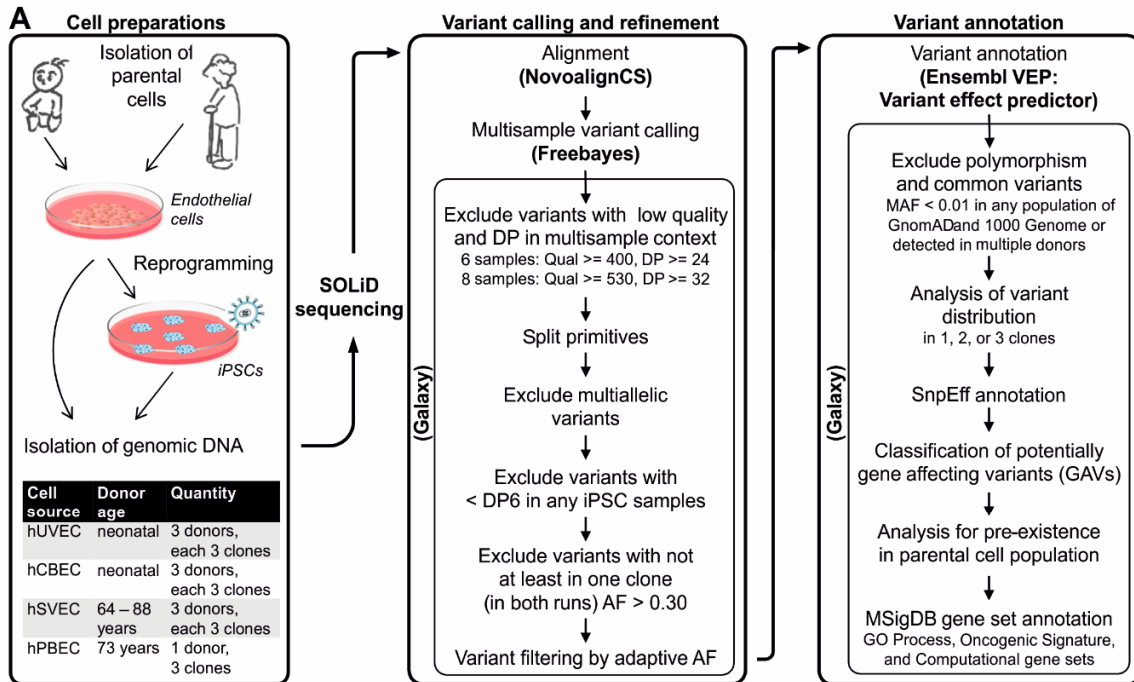 A
Cell preparations
Isolation of
parental
cells
Endothelial
cells
Reprogramming
iPSCs
Isolation of genomic DNA
Cell source Donor age Quantity
hUVEC neonatal 3 donors,
each 3 clones
hCBEC neonatal 3 donors,
each 3 clones
hSVEC 64 – 88 years 3 donors,
each 3 clones
hPBEC 73 years 1 donor,
3 clones
SOLiD
sequencing
Variant calling and refinement
Alignment
(NovoalignCS)
Multisample variant calling
(Freebayes)
(Galaxy)
Exclude variants with low quality
and DP in multisample context
6 samples: Qual >= 400, DP >= 24
8 samples: Qual >= 530, DP >= 32
Split primitives
Exclude multiallelic
variants
Exclude variants with
< DP6 in any iPSC samples
Exclude variants with not
at least in one clone
(in both runs) AF > 0.30
Variant filtering by adaptive AF
Variant annotation
Variant annotation
(Ensembl VEP:
Variant effect predictor)
(Galaxy)
Exclude polymorphism
and common variants
MAF < 0.01 in any population of
GnomADand 1000 Genome or
detected in multiple donors
Analysis of variant
distribution
in 1, 2, or 3 clones
SnpEff annotation
Classification of potentially
gene affecting variants (GAVs)
Analysis for pre-existence
in parental cell population
MSigDB gene set annotation
GO Process, Oncogenic Signature,
and Computational gene sets